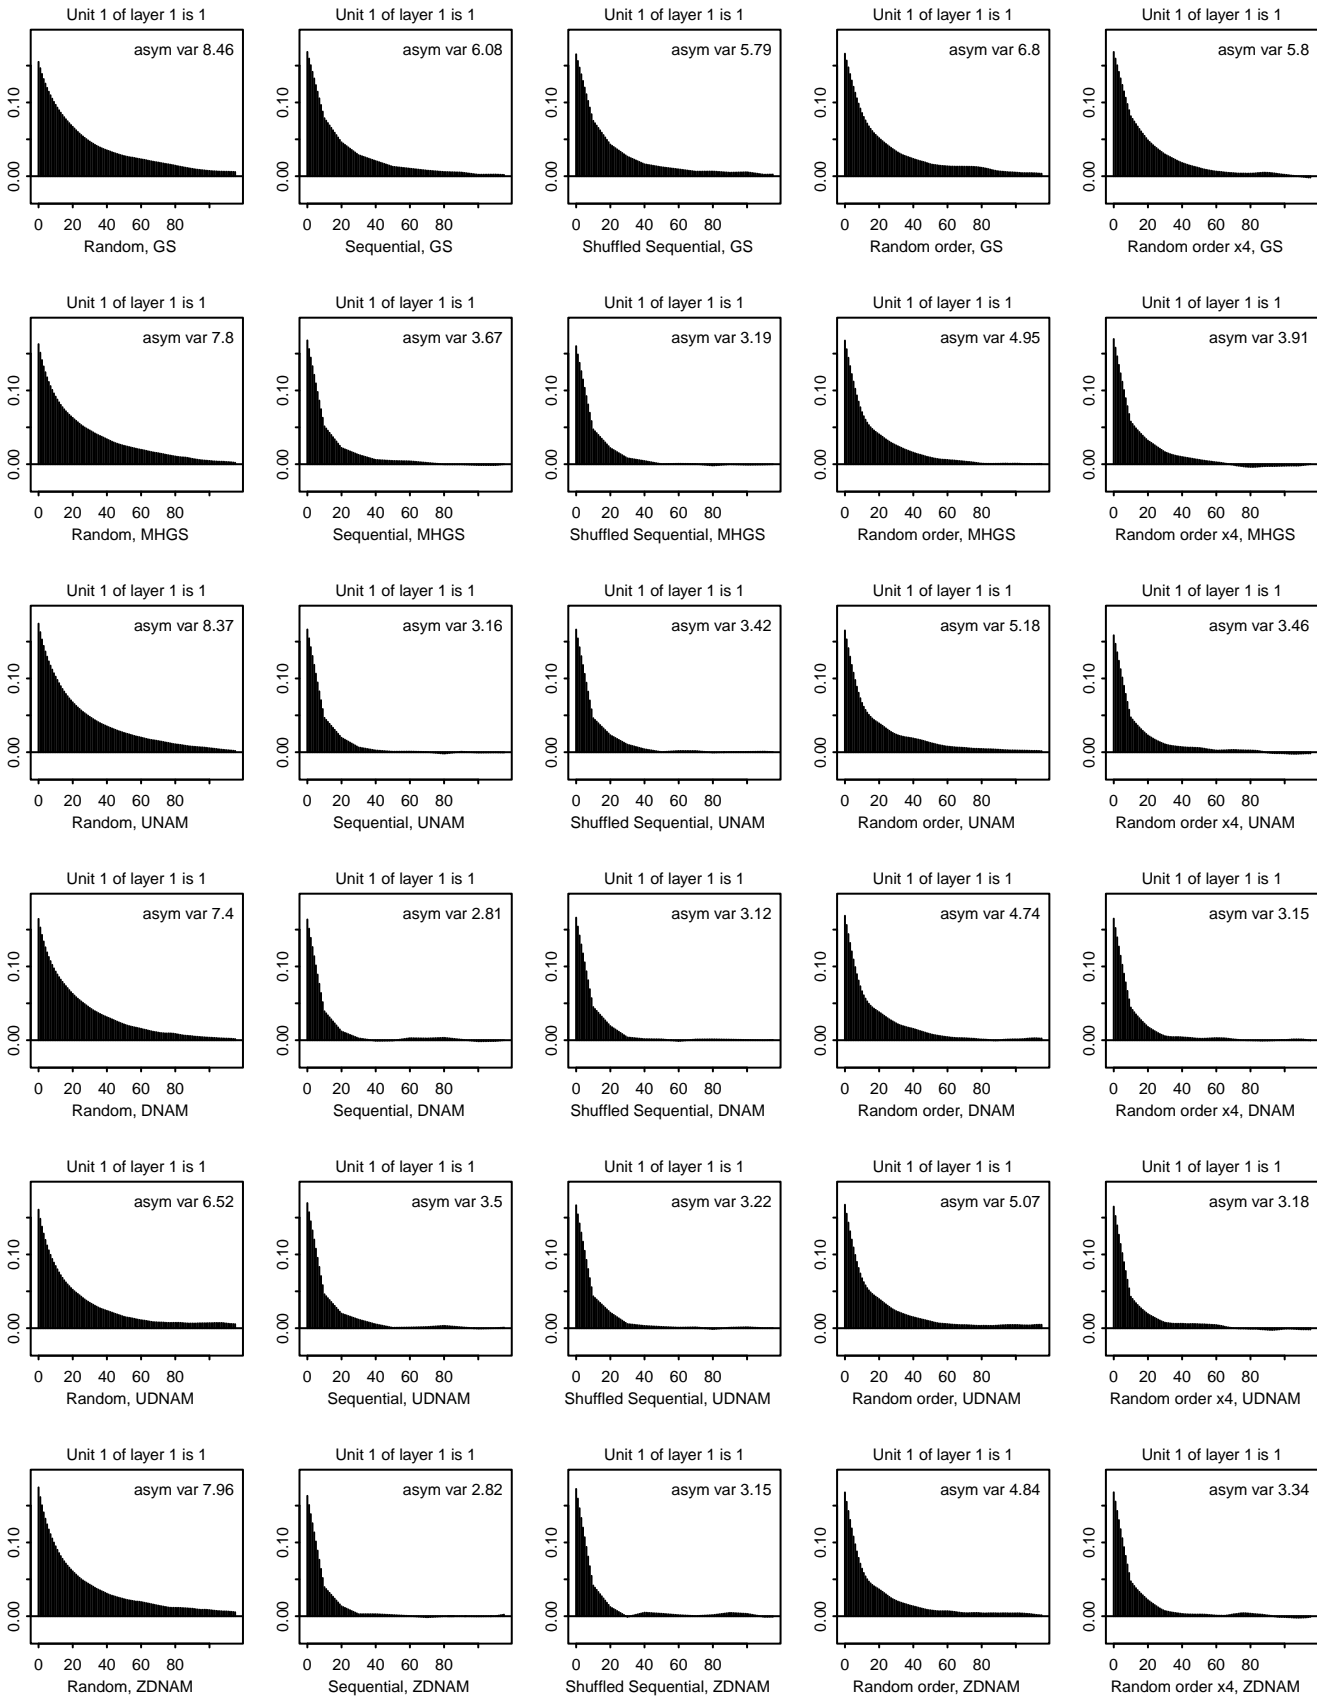 Unit 1 of layer 1 is 1 Unit 1 of layer 1 is 1 Unit 1 of layer 1 is 1 Unit 1 of layer 1 is 1 Unit 1 of layer 1 is 1
asym var 8.46 asym var 6.08 asym var 5.79 asym var 6.8 asym var 5.8
0.10 0.10 0.10 0.10 0.10
0.00 0.00 0.00 0.00 0.00
0 20 40 60 80 0 20 40 60 80 0 20 40 60 80 0 20 40 60 80 0 20 40 60 80
Random, GS Sequential, GS Shuffled Sequential, GS Random order, GS Random order x4, GS
Unit 1 of layer 1 is 1 Unit 1 of layer 1 is 1 Unit 1 of layer 1 is 1 Unit 1 of layer 1 is 1 Unit 1 of layer 1 is 1
asym var 7.8 asym var 3.67 asym var 3.19 asym var 4.95 asym var 3.91
0.10 0.10 0.10 0.10 0.10
0.00 0.00 0.00 0.00 0.00
0 20 40 60 80 0 20 40 60 80 0 20 40 60 80 0 20 40 60 80 0 20 40 60 80
Random, MHGS Sequential, MHGS Shuffled Sequential, MHGS Random order, MHGS Random order x4, MHGS
Unit 1 of layer 1 is 1 Unit 1 of layer 1 is 1 Unit 1 of layer 1 is 1 Unit 1 of layer 1 is 1 Unit 1 of layer 1 is 1
asym var 8.37 asym var 3.16 asym var 3.42 asym var 5.18 asym var 3.46
0.10 0.10 0.10 0.10 0.10
0.00 0.00 0.00 0.00 0.00
0 20 40 60 80 0 20 40 60 80 0 20 40 60 80 0 20 40 60 80 0 20 40 60 80
Random, UNAM Sequential, UNAM Shuffled Sequential, UNAM Random order, UNAM Random order x4, UNAM
Unit 1 of layer 1 is 1 Unit 1 of layer 1 is 1 Unit 1 of layer 1 is 1 Unit 1 of layer 1 is 1 Unit 1 of layer 1 is 1
asym var 7.4 asym var 2.81 asym var 3.12 asym var 4.74 asym var 3.15
0.10 0.10 0.10 0.10 0.10
0.00 0.00 0.00 0.00 0.00
0 20 40 60 80 0 20 40 60 80 0 20 40 60 80 0 20 40 60 80 0 20 40 60 80
Random, DNAM Sequential, DNAM Shuffled Sequential, DNAM Random order, DNAM Random order x4, DNAM
Unit 1 of layer 1 is 1 Unit 1 of layer 1 is 1 Unit 1 of layer 1 is 1 Unit 1 of layer 1 is 1 Unit 1 of layer 1 is 1
asym var 6.52 asym var 3.5 asym var 3.22 asym var 5.07 asym var 3.18
0.10 0.10 0.10 0.10 0.10
0.00 0.00 0.00 0.00 0.00
0 20 40 60 80 0 20 40 60 80 0 20 40 60 80 0 20 40 60 80 0 20 40 60 80
Random, UDNAM Sequential, UDNAM Shuffled Sequential, UDNAM Random order, UDNAM Random order x4, UDNAM
Unit 1 of layer 1 is 1 Unit 1 of layer 1 is 1 Unit 1 of layer 1 is 1 Unit 1 of layer 1 is 1 Unit 1 of layer 1 is 1
asym var 7.96 asym var 2.82 asym var 3.15 asym var 4.84 asym var 3.34
0.10 0.10 0.10 0.10 0.10
0.00 0.00 0.00 0.00 0.00
0 20 40 60 80 0 20 40 60 80 0 20 40 60 80 0 20 40 60 80 0 20 40 60 80
Random, ZDNAM Sequential, ZDNAM Shuffled Sequential, ZDNAM Random order, ZDNAM Random order x4, ZDNAM